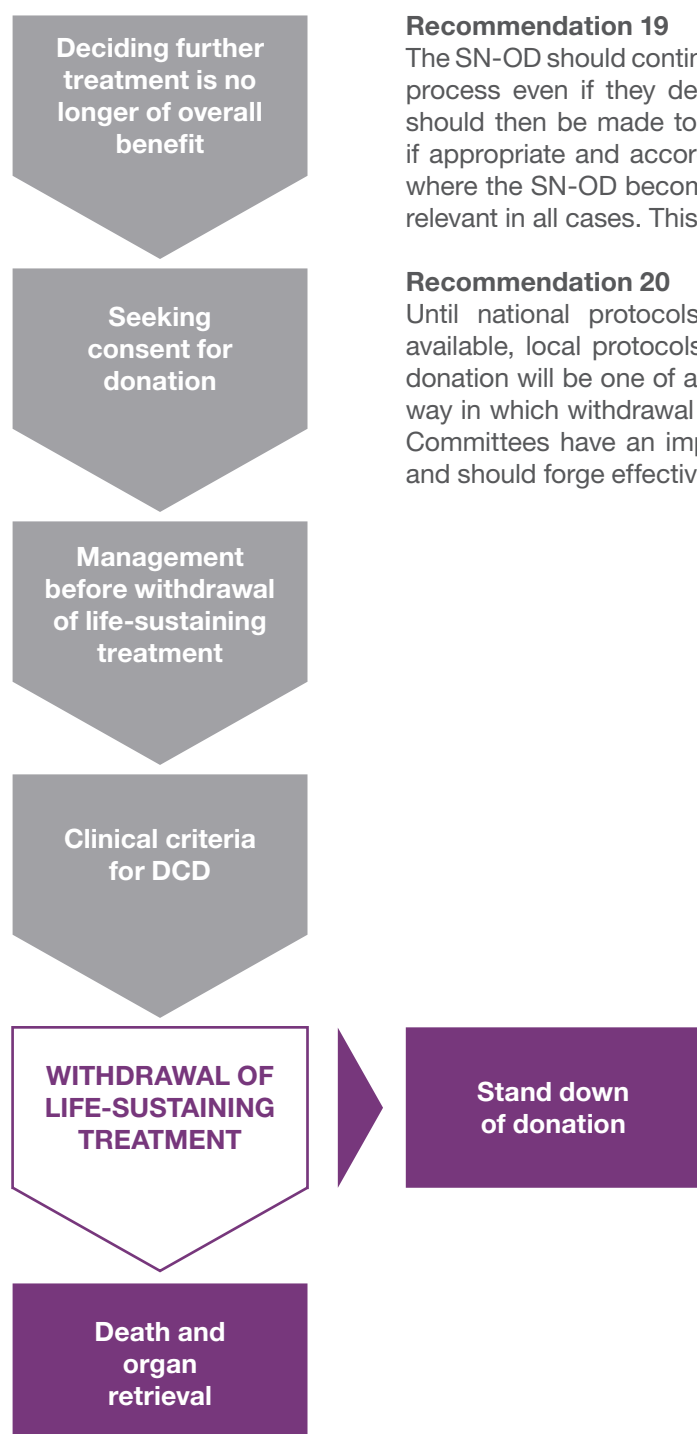 Deciding further
treatment is no
longer of overall
benefit
Seeking
consent for
donation
Management
before withdrawal
of life-sustaining
treatment
Clinical criteria
for DCD
WITHDRAWAL OF
LIFE-SUSTAINING
TREATMENT
Stand down
of donation
Death and
organ
retrieval
Recommendation 19
The SN-OD should contin
process even if they de
should then be made to
if appropriate and accor
where the SN-OD becom
relevant in all cases. This
Recommendation 20
Until national protocols
available, local protocols
donation will be one of a
way in which withdrawal
Committees have an imp
and should forge effectiv